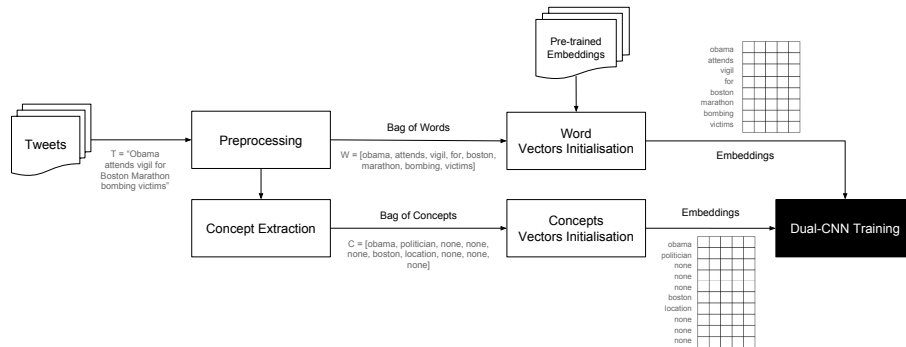 Pre-trained
Embeddings
obama
attends
vigil
for
boston
marathon
bombing
victims
Tweets
T = "Obama
attends vigil for
Boston Marathon
bombing victims"
Preprocessing
Bag of Words
W = [obama, attends, vigil, for, boston,
marathon, bombing, victims]
Word
Vectors Initialisation
Embeddings
Concept Extraction
Bag of Concepts
C = [obama, politician, none, none,
none, boston, location, none, none,
none]
Concepts
Vectors Initialisation
Embeddings
obama
politician
none
none
none
boston
location
none
none
none
Dual-CNN Training